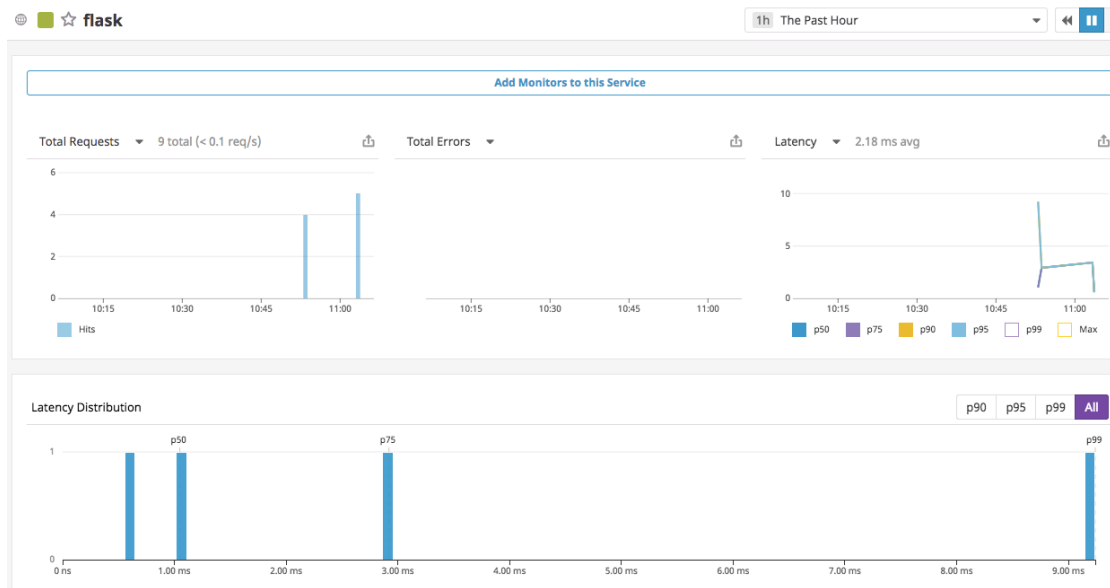 flask
1h The Past Hour
Add Monitors to this Service
Total Requests 9 total (< 0.1 req/s)
6
4
2
0
10:15 10:30 10:45 11:00
Hits
Total Errors
10:15 10:30 10:45 11:00
Latency 2.18 ms avg
10
5
0
10:15 10:30 10:45 11:00
p50 p75 p90 p95 p99 Max
Latency Distribution
p90 p95 p99 All
p50 p75 p99
1
0
0 ns 1.00 ms 2.00 ms 3.00 ms 4.00 ms 5.00 ms 6.00 ms 7.00 ms 8.00 ms 9.00 ms